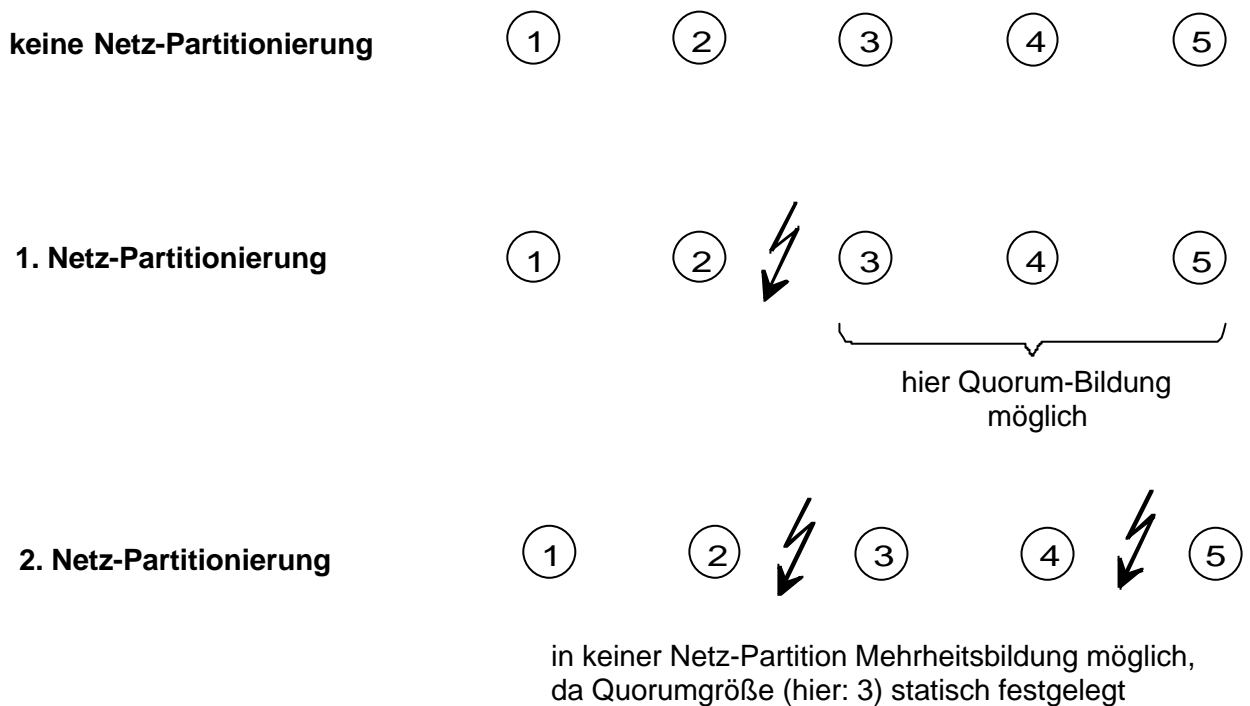 keine Netz-Partitionierung 1 2 3 4 5
1. Netz-Partitionierung 1 2 3 4 5
hier Quorum-Bildung
möglich
2. Netz-Partitionierung 1 2 3 4 5
in keiner Netz-Partition Mehrheitsbildung möglich,
da Quorumgröße (hier: 3) statisch festgelegt